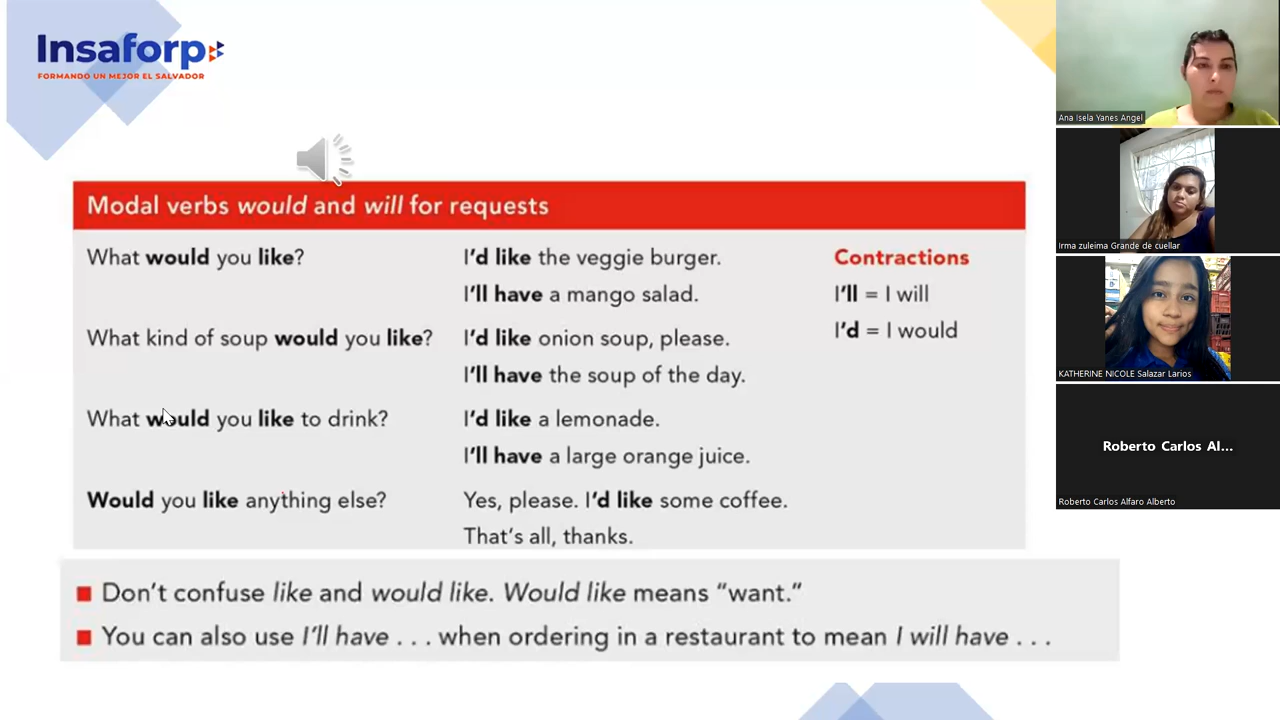 Insaforp
FORMANDO UN MEJOR EL SALVADOR
Modal verbs would and will for requests
What would you like?
I'd like the veggie burger.
I'll have a mango salad.
What kind of soup would you like?
I'd like onion soup, please.
I'll have the soup of the day.
What would you like to drink?
I'd like a lemonade.
I'll have a large orange juice.
Would you like anything else?
Yes, please. I'd like some coffee.
That's all, thanks.
Contractions
I'll = I will
I'd = I would
Don't confuse like and would like. Would like means “want.”
You can also use I'll have . . . when ordering in a restaurant to mean I will have . . .
Ana Isela Yanes Angel
Irma zuleima Grande de cuellar
KATHERINE NICOLE Salazar Larios
Roberto Carlos Al...
Roberto Carlos Alfaro Alberto